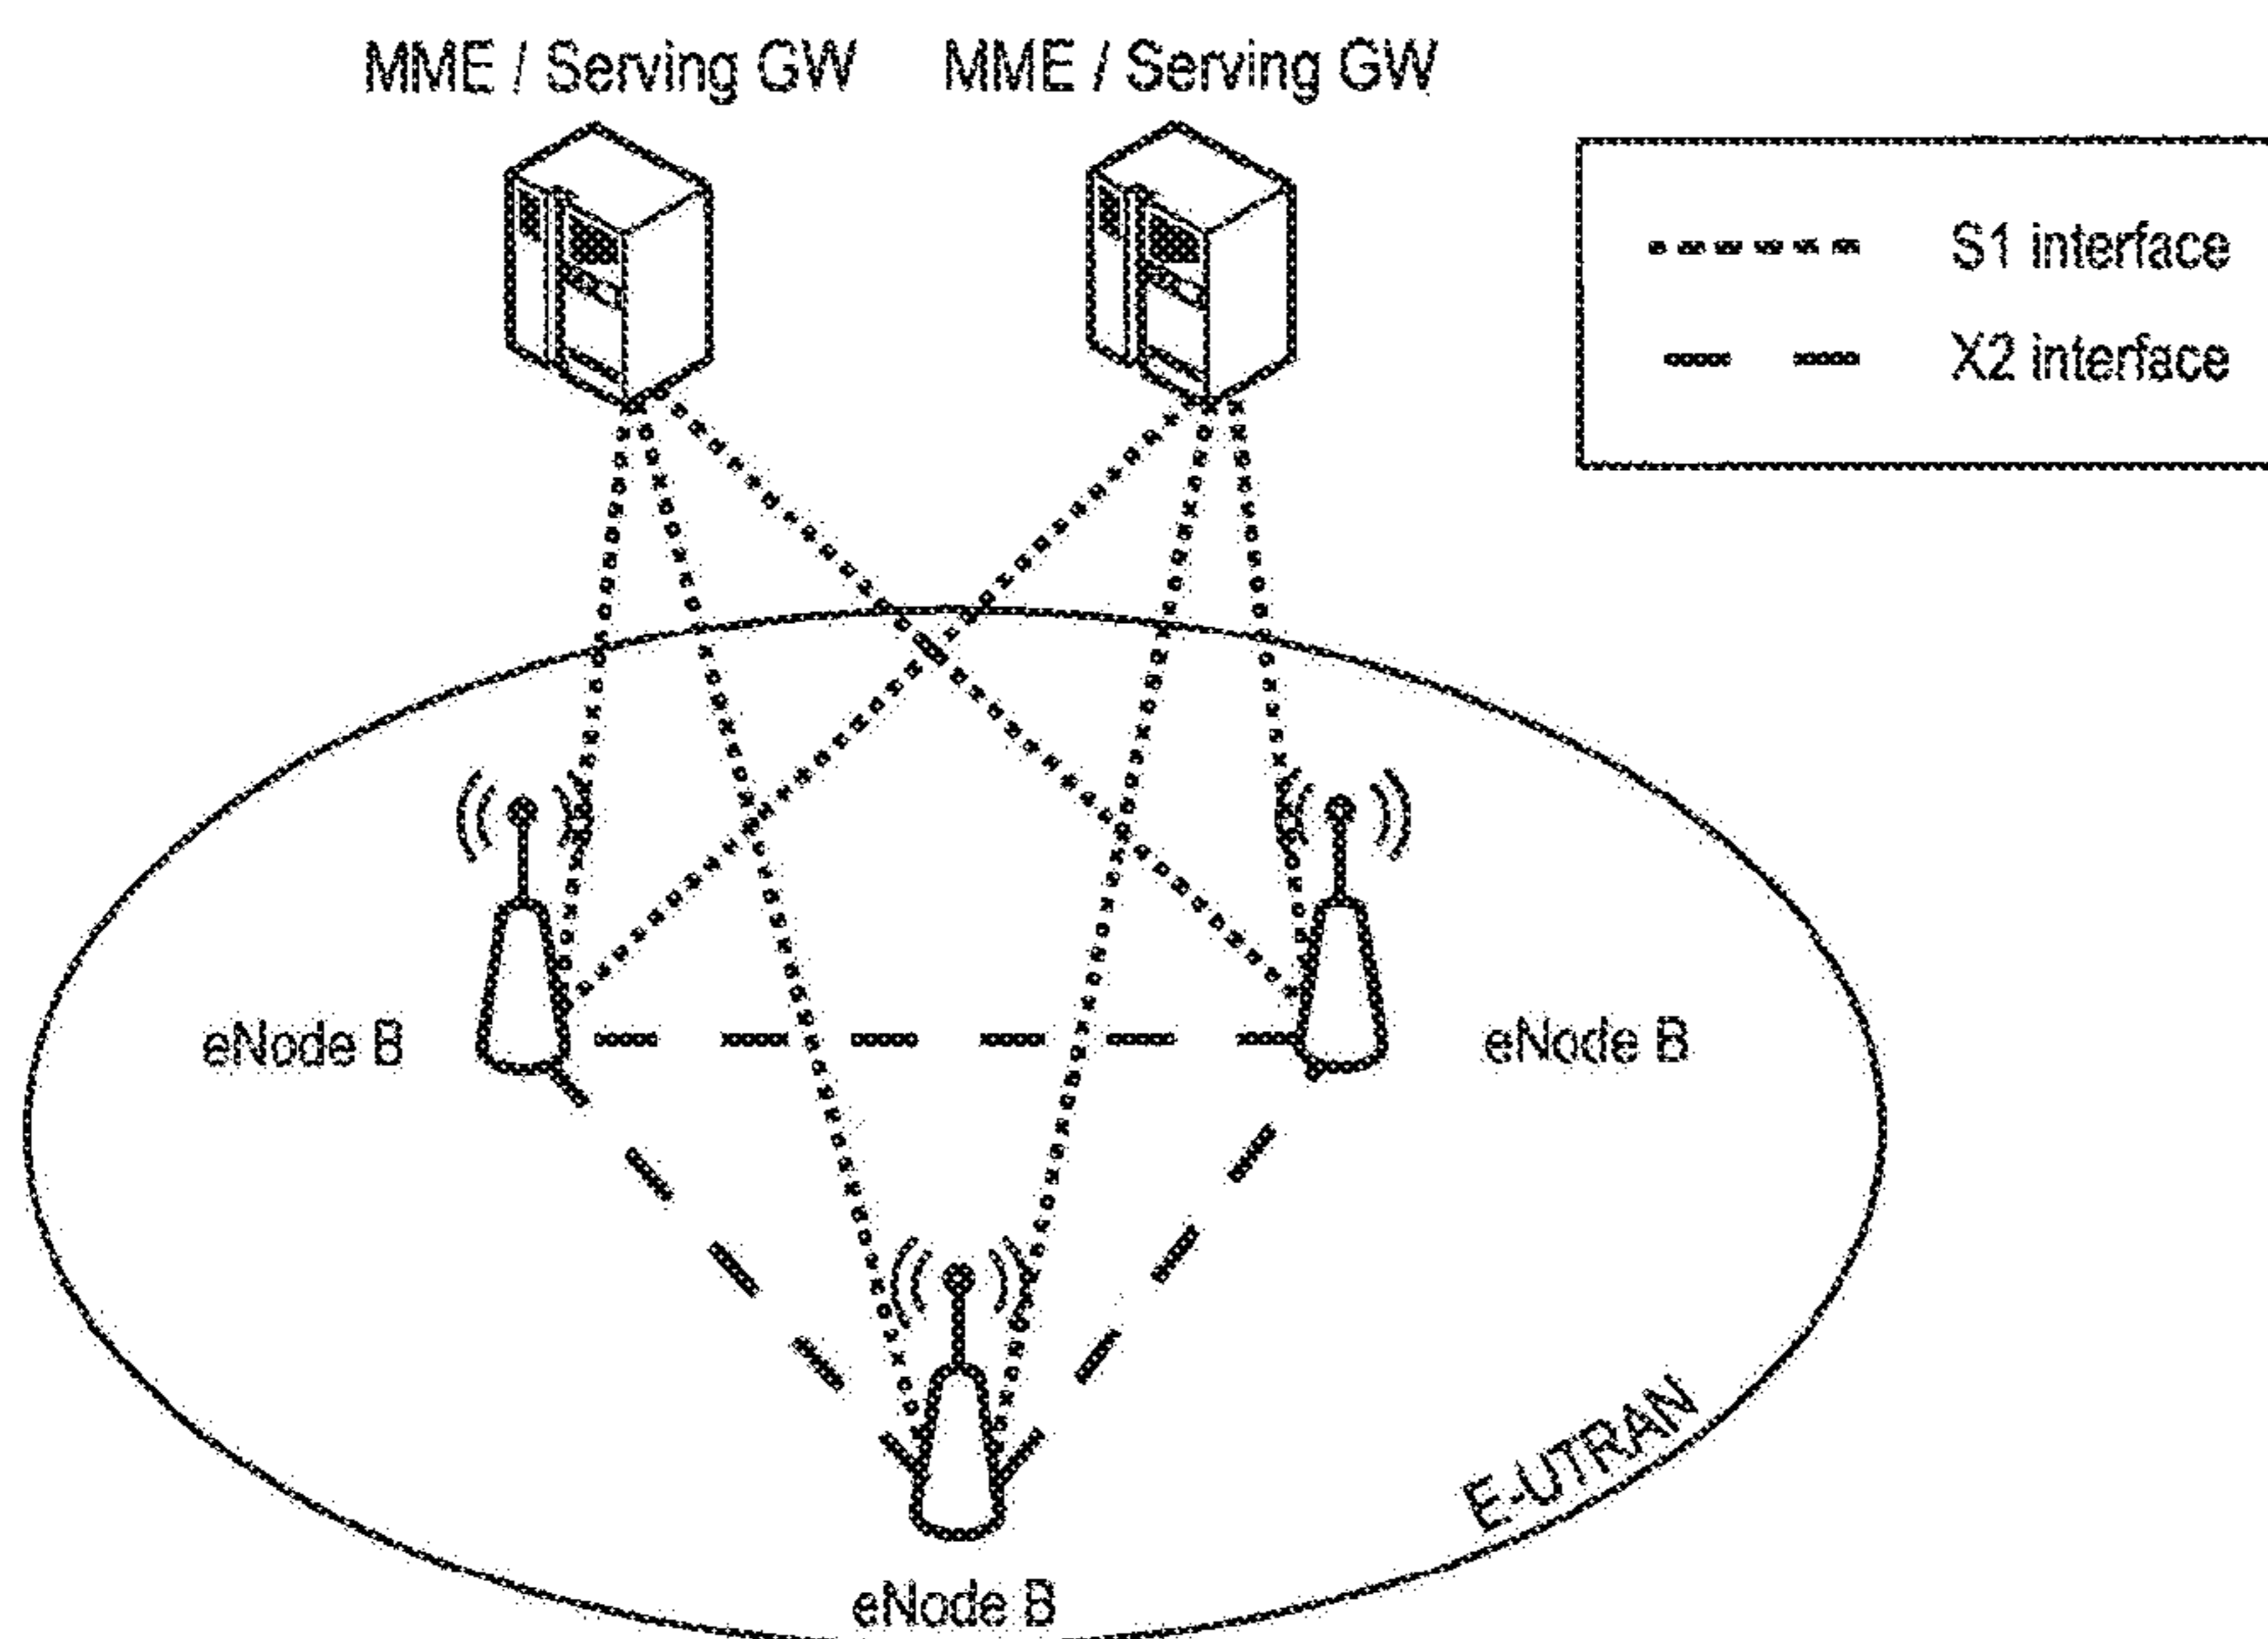 MME / Serving GW
MME / Serving GW
S1 interface
X2 interface
eNode B
eNode B
E-UTRAN
eNode B